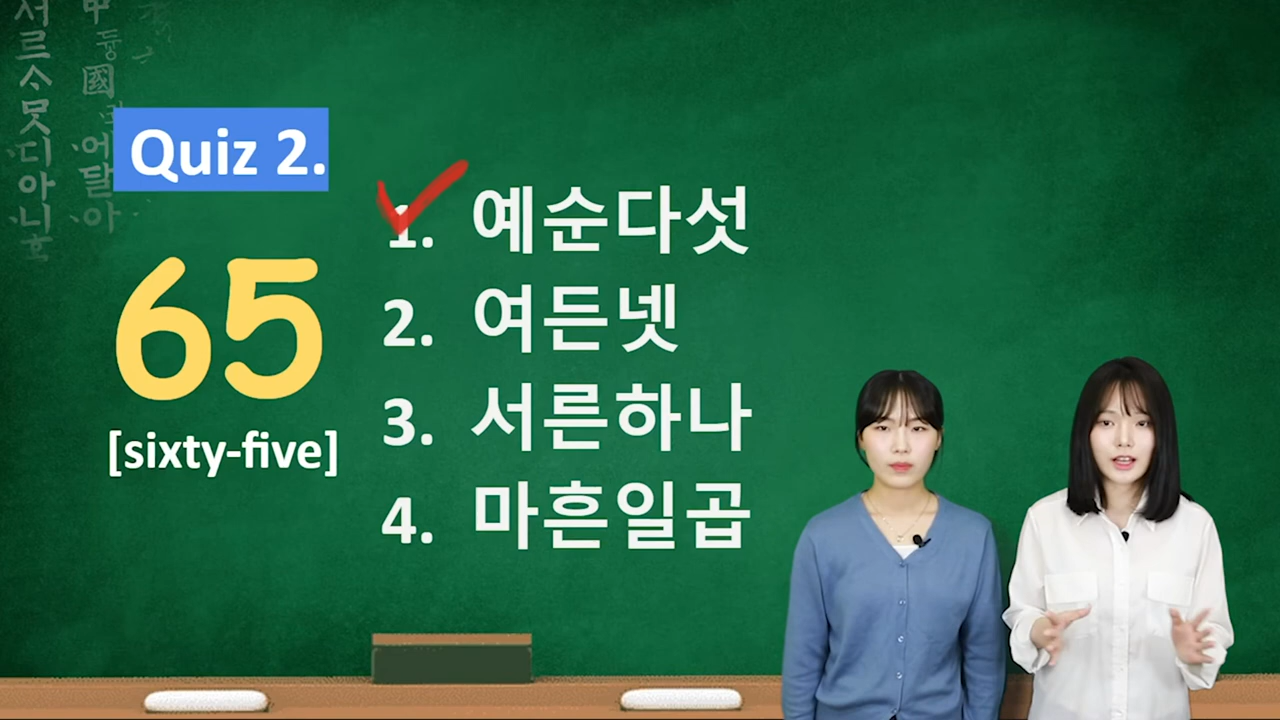 Quiz 2.
65
[sixty-five]
1. 예순다섯
2. 여든넷
3. 서른하나
4. 마흔일곱